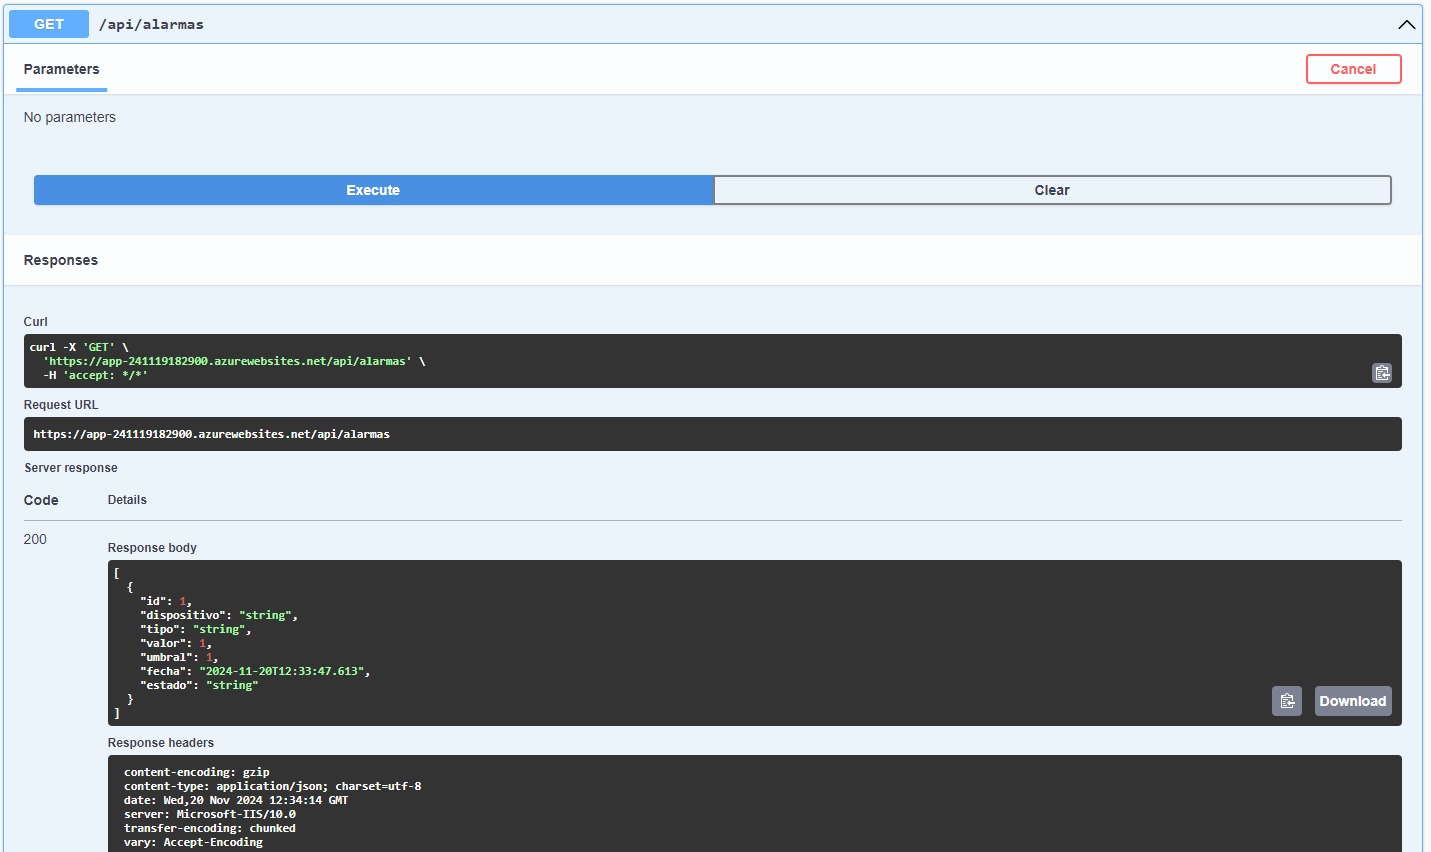 GET /api/alarmas
Parameters
Cancel
No parameters
Execute
Clear
Responses
Curl
curl -X 'GET' \
  'https://app-241119182900.azurewebsites.net/api/alarmas' \
  -H 'accept: */*'
Request URL
https://app-241119182900.azurewebsites.net/api/alarmas
Server response
Code Details
200
Response body
[
  {
    "id": 1,
    "dispositivo": "string",
    "tipo": "string",
    "valor": 1,
    "umbral": 1,
    "fecha": "2024-11-20T12:33:47.613",
    "estado": "string"
  }
]
Download
Response headers
content-encoding: gzip
content-type: application/json; charset=utf-8
date: Wed,20 Nov 2024 12:34:14 GMT
server: Microsoft-IIS/10.0
transfer-encoding: chunked
vary: Accept-Encoding